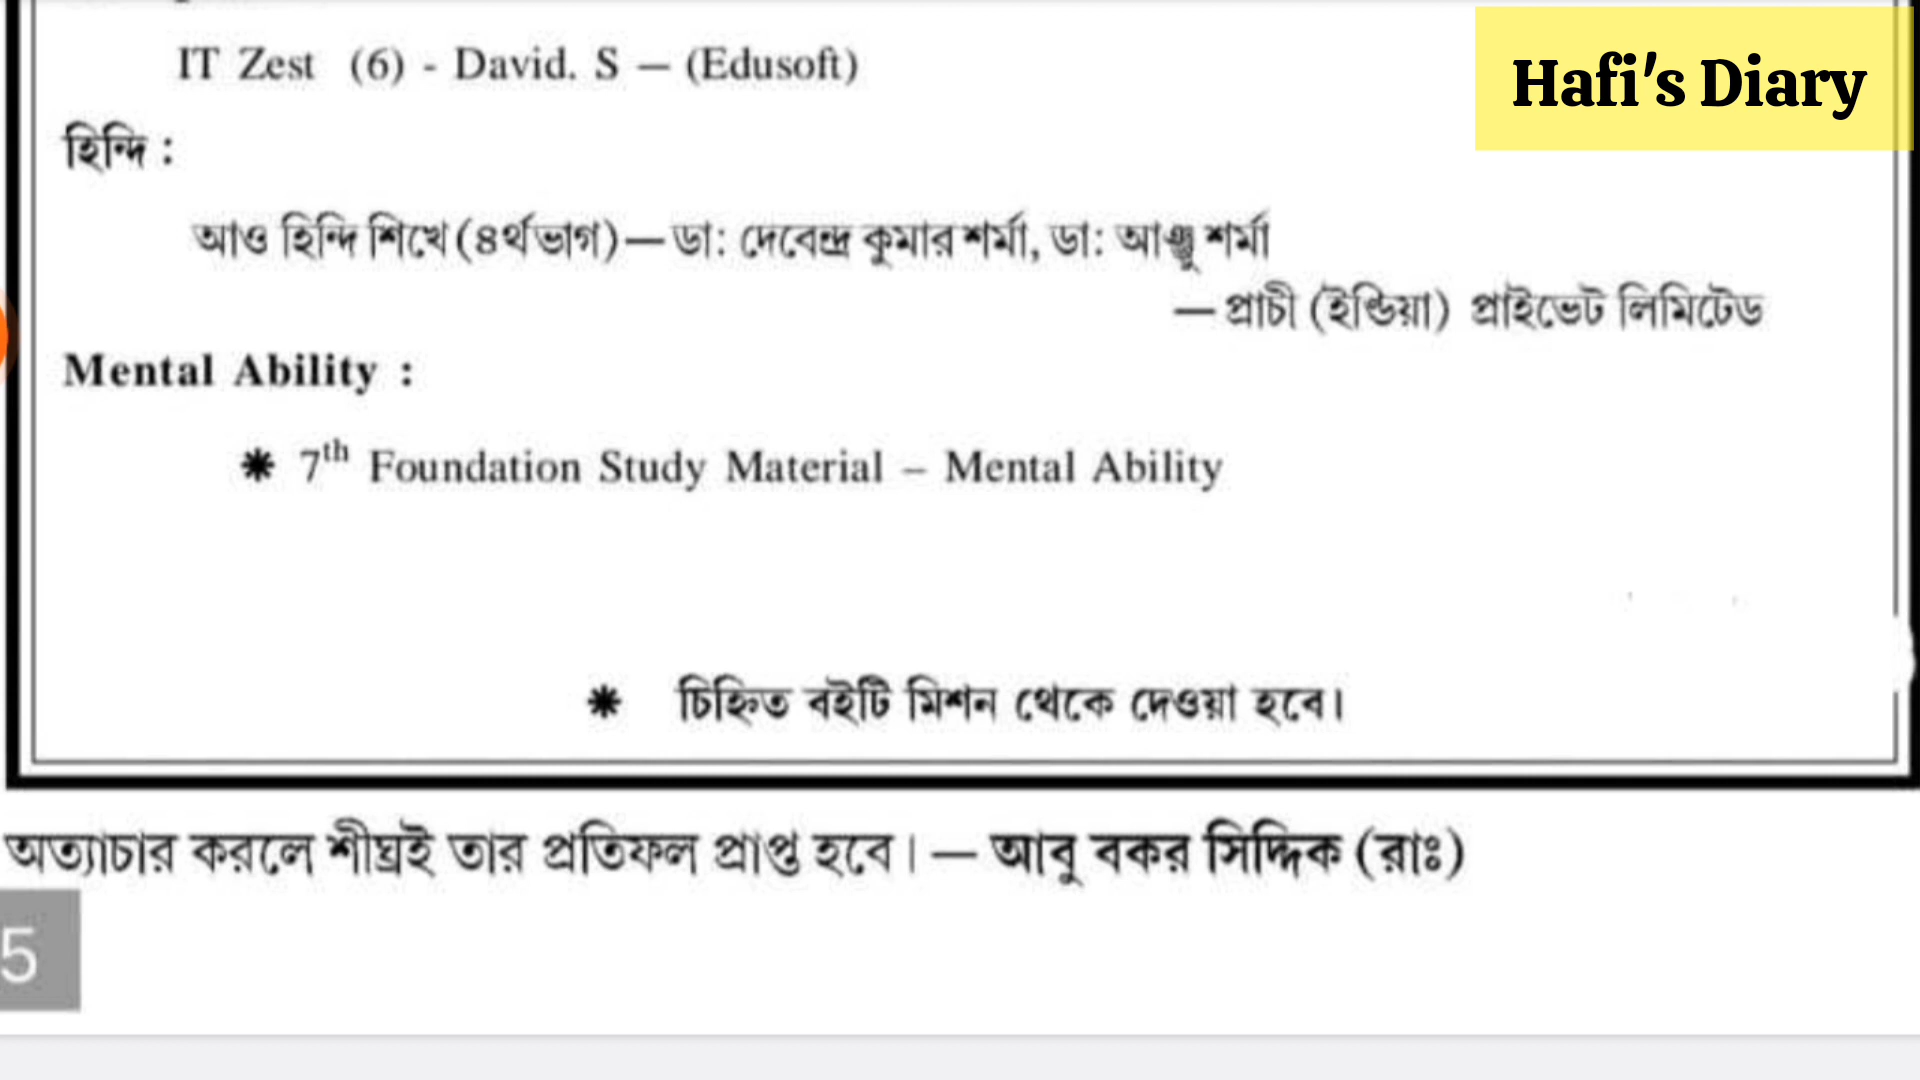 Hafi's Diary
IT Zest (6) - David. S — (Edusoft)
হিন্দি :
আও হিন্দি শিখে (৪র্থভাগ) — ডা: দেবেন্দ্র কুমার শর্মা, ডা: আঞ্জু শর্মা
— প্রাচী (ইন্ডিয়া) প্রাইভেট লিমিটেড
Mental Ability :
* 7th Foundation Study Material – Mental Ability
* চিহ্নিত বইটি মিশন থেকে দেওয়া হবে।
অত্যাচার করলে শীঘ্রই তার প্রতিফল প্রাপ্ত হবে। — আবু বকর সিদ্দিক (রাঃ)
5